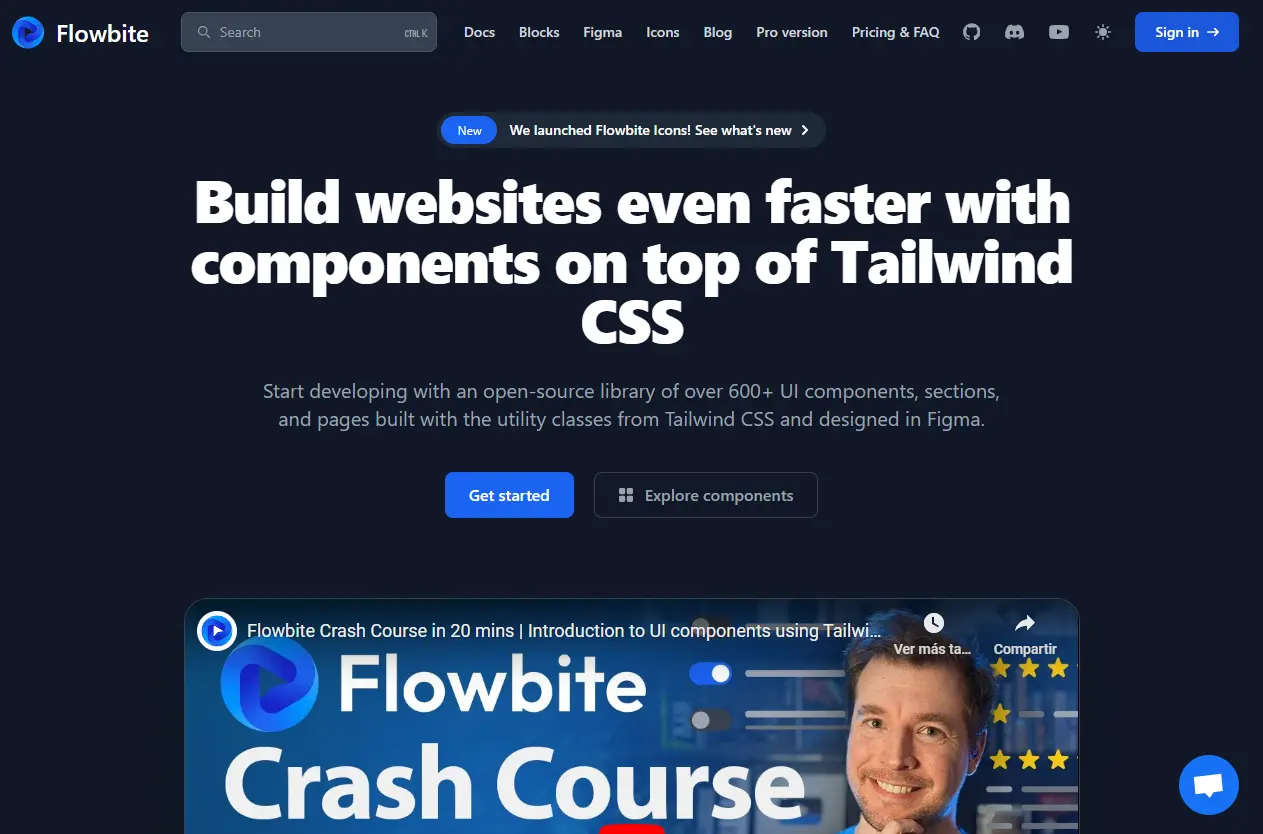 Flowbite
Search
CTRL K
Docs
Blocks
Figma
Icons
Blog
Pro version
Pricing & FAQ
Sign in
New
We launched Flowbite Icons! See what's new
Build websites even faster with
components on top of Tailwind
CSS
Start developing with an open-source library of over 600+ UI components, sections,
and pages built with the utility classes from Tailwind CSS and designed in Figma.
Get started
Explore components
Flowbite Crash Course in 20 mins | Introduction to UI components using Tailwi...
Ver más ta...
Compartir
Flowbite
Crash Course